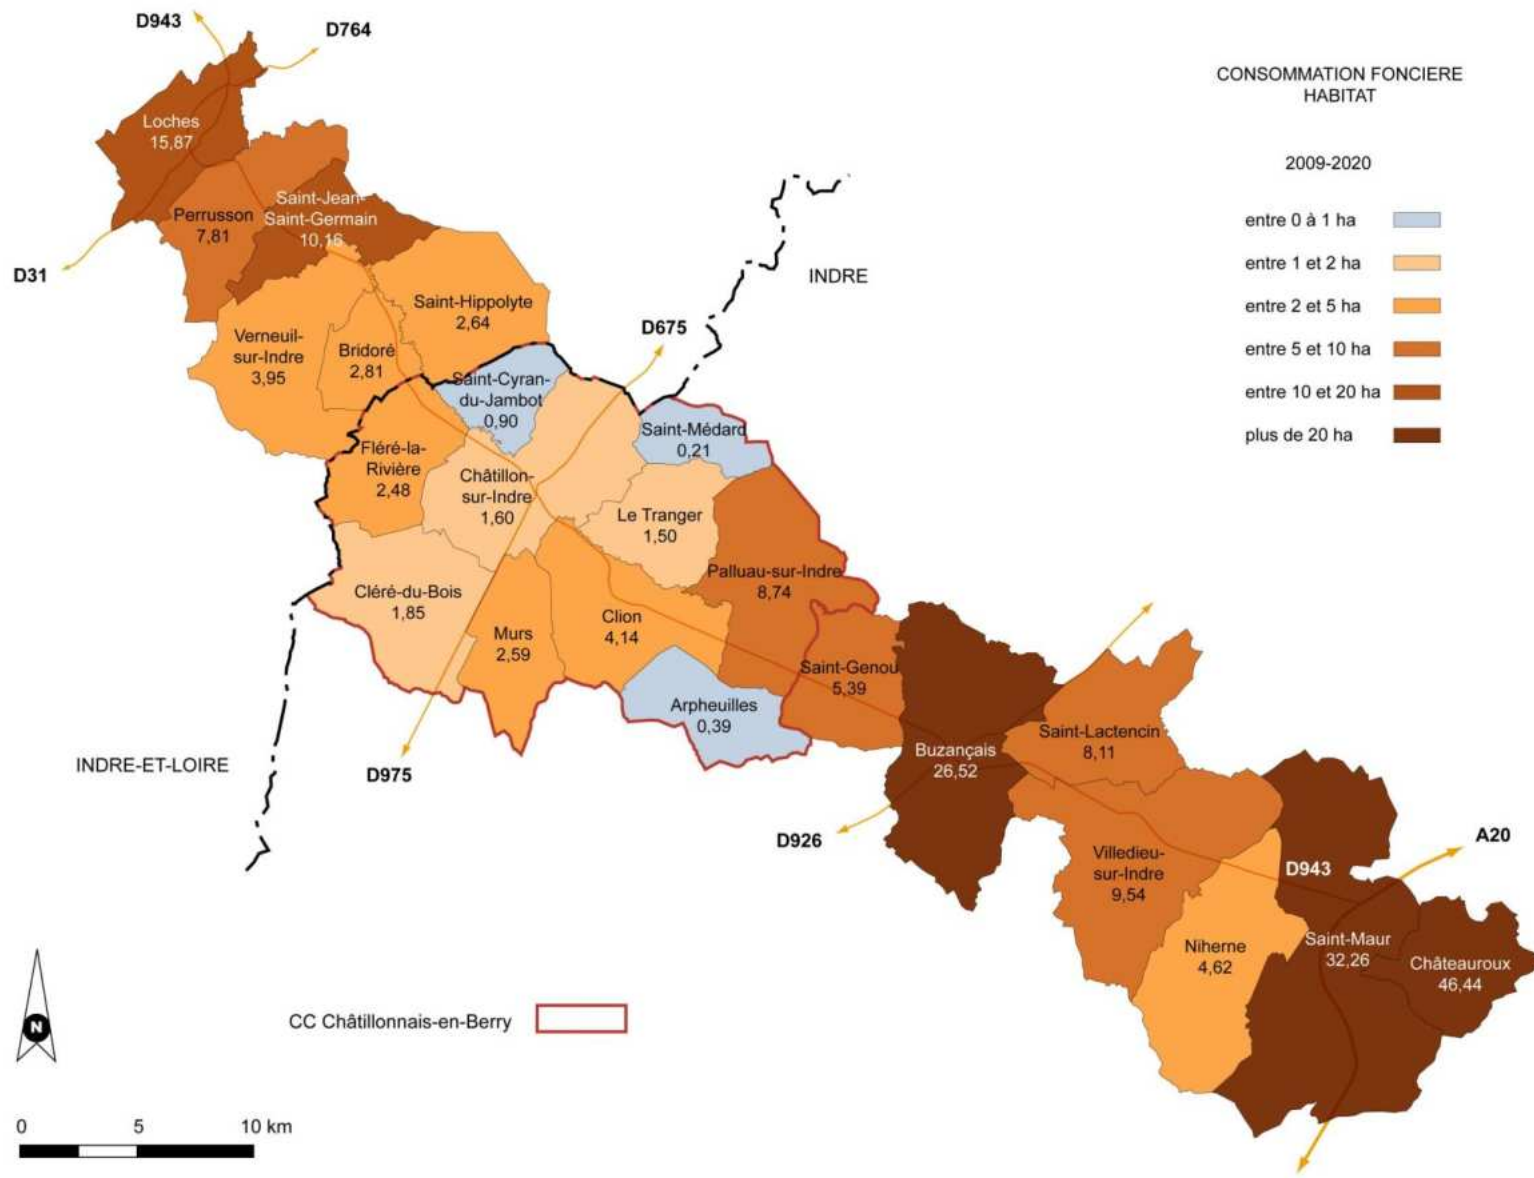 D943
D764
CONSOMMATION FONCIERE
HABITAT
2009-2020
entre 0 à 1 ha
entre 1 et 2 ha
entre 2 et 5 ha
entre 5 et 10 ha
entre 10 et 20 ha
plus de 20 ha
Loches
15,87
Perrusson
7,81
Saint-Jean-
Saint-Germain
10,16
D31
INDRE
Saint-Hippolyte
2,64
D675
Verneuil-
sur-Indre
3,95
Bridoré
2,81
Saint-Cyran-
du-Jambot
0,90
Saint-Médard
0,21
Fléré-la-
Rivière
2,48
Châtillon-
sur-Indre
1,60
Le Tranger
1,50
Palluau-sur-Indre
8,74
Cléré-du-Bois
1,85
Murs
2,59
Clion
4,14
Saint-Genou
5,39
Arpheuilles
0,39
INDRE-ET-LOIRE
D975
Buzançais
26,52
Saint-Lactencin
8,11
D926
A20
Villedieu-
sur-Indre
9,54
D943
Niherne
4,62
Saint-Maur
32,26
Châteauroux
46,44
N
CC Châtillonnais-en-Berry
0 5 10 km